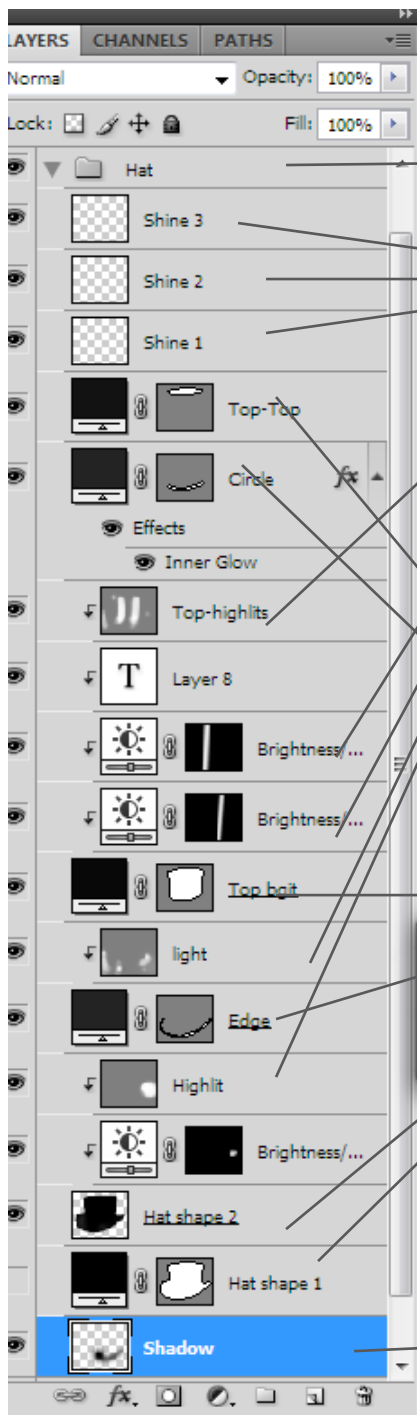 LAYERS CHANNELS PATHS
Normal Opacity: 100%
Lock: Fill: 100%
Hat
Shine 3
Shine 2
Shine 1
Top-Top
Circle fx
Effects
Inner Glow
Top-highlits
T Layer 8
Brightness/...
Brightness/...
Top bgit
light
Edge
Highlit
Brightness/...
Hat shape 2
Hat shape 1
Shadow
fx.